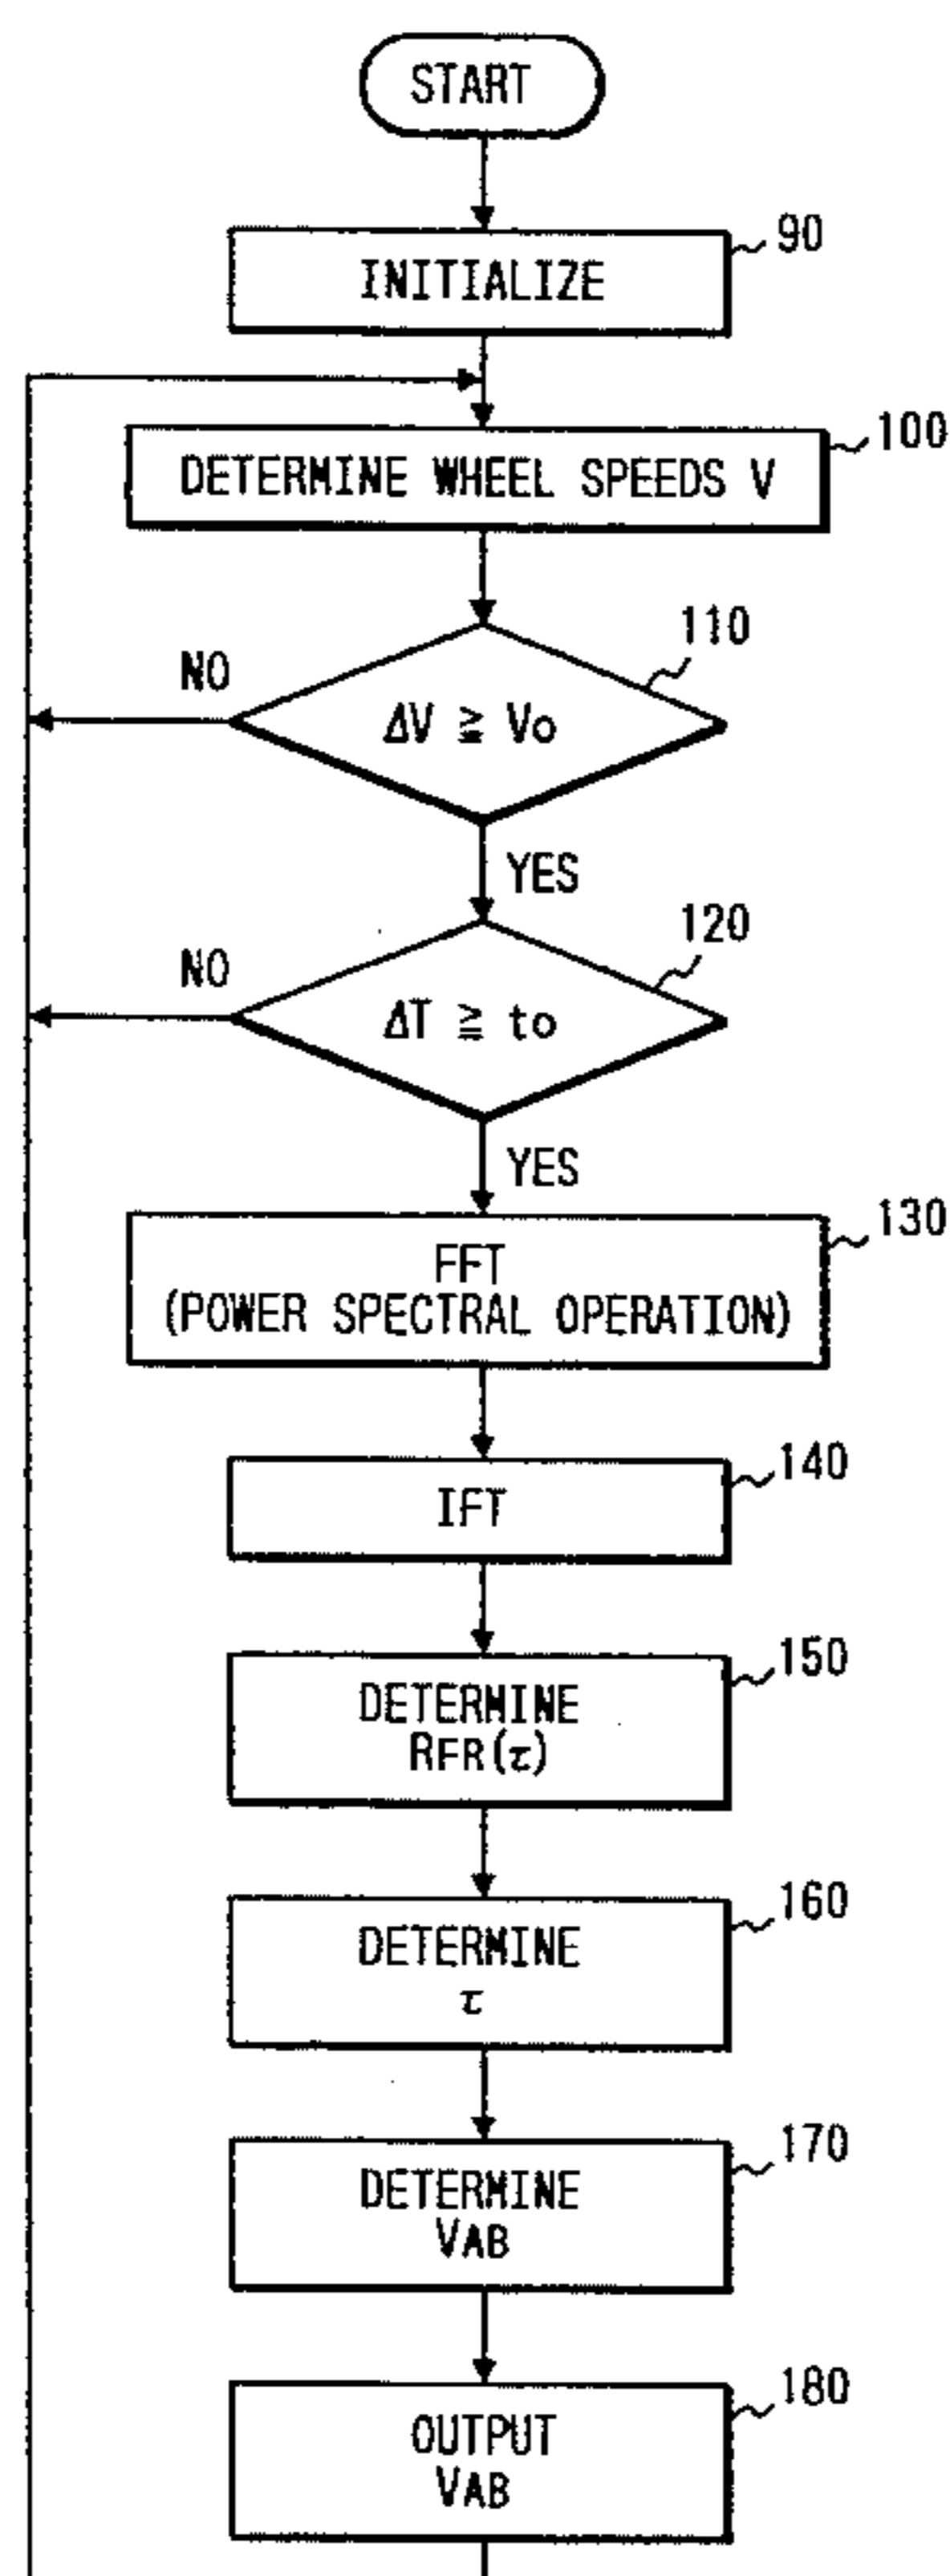 START
90
INITIALIZE
100
DETERMINE WHEEL SPEEDS V
110
NO
ΔV ≧ Vo
YES
120
NO
ΔT ≧ to
YES
130
FFT
(POWER SPECTRAL OPERATION)
140
IFT
150
DETERMINE
RFR(τ)
160
DETERMINE
τ
170
DETERMINE
VAB
180
OUTPUT
VAB